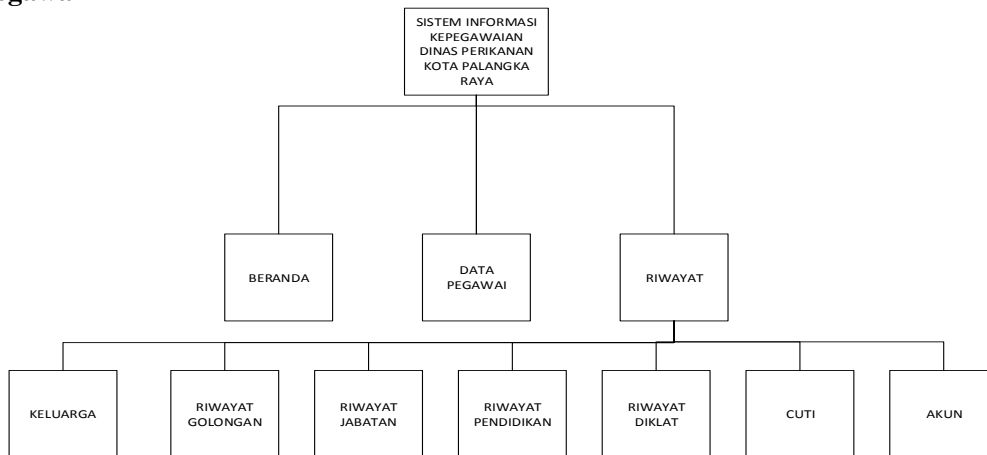 SISTEM INFORMASI
KEPEGAWAIAN
DINAS PERIKANAN
KOTA PALANGKA
RAYA
BERANDA
DATA
PEGAWAI
RIWAYAT
KELUARGA
RIWAYAT
GOLONGAN
RIWAYAT
JABATAN
RIWAYAT
PENDIDIKAN
RIWAYAT
DIKLAT
CUTI
AKUN